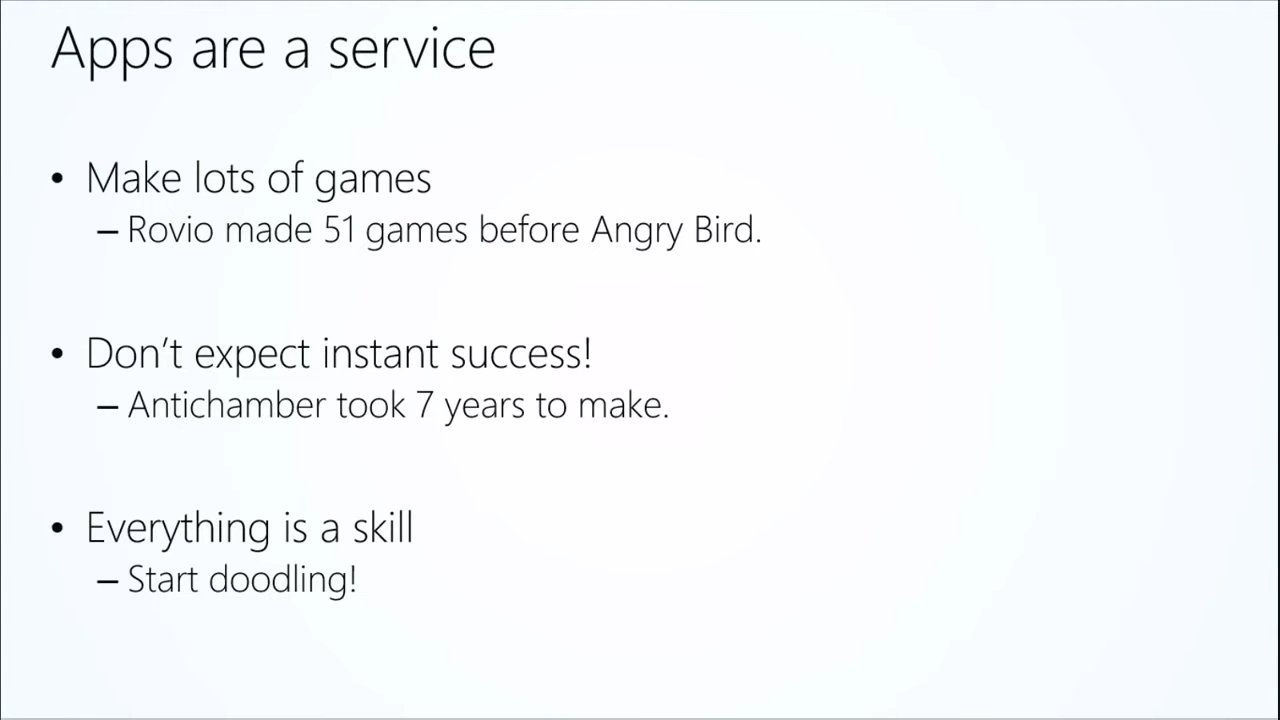 Apps are a service
• Make lots of games
– Rovio made 51 games before Angry Bird.
• Don't expect instant success!
– Antichamber took 7 years to make.
• Everything is a skill
– Start doodling!